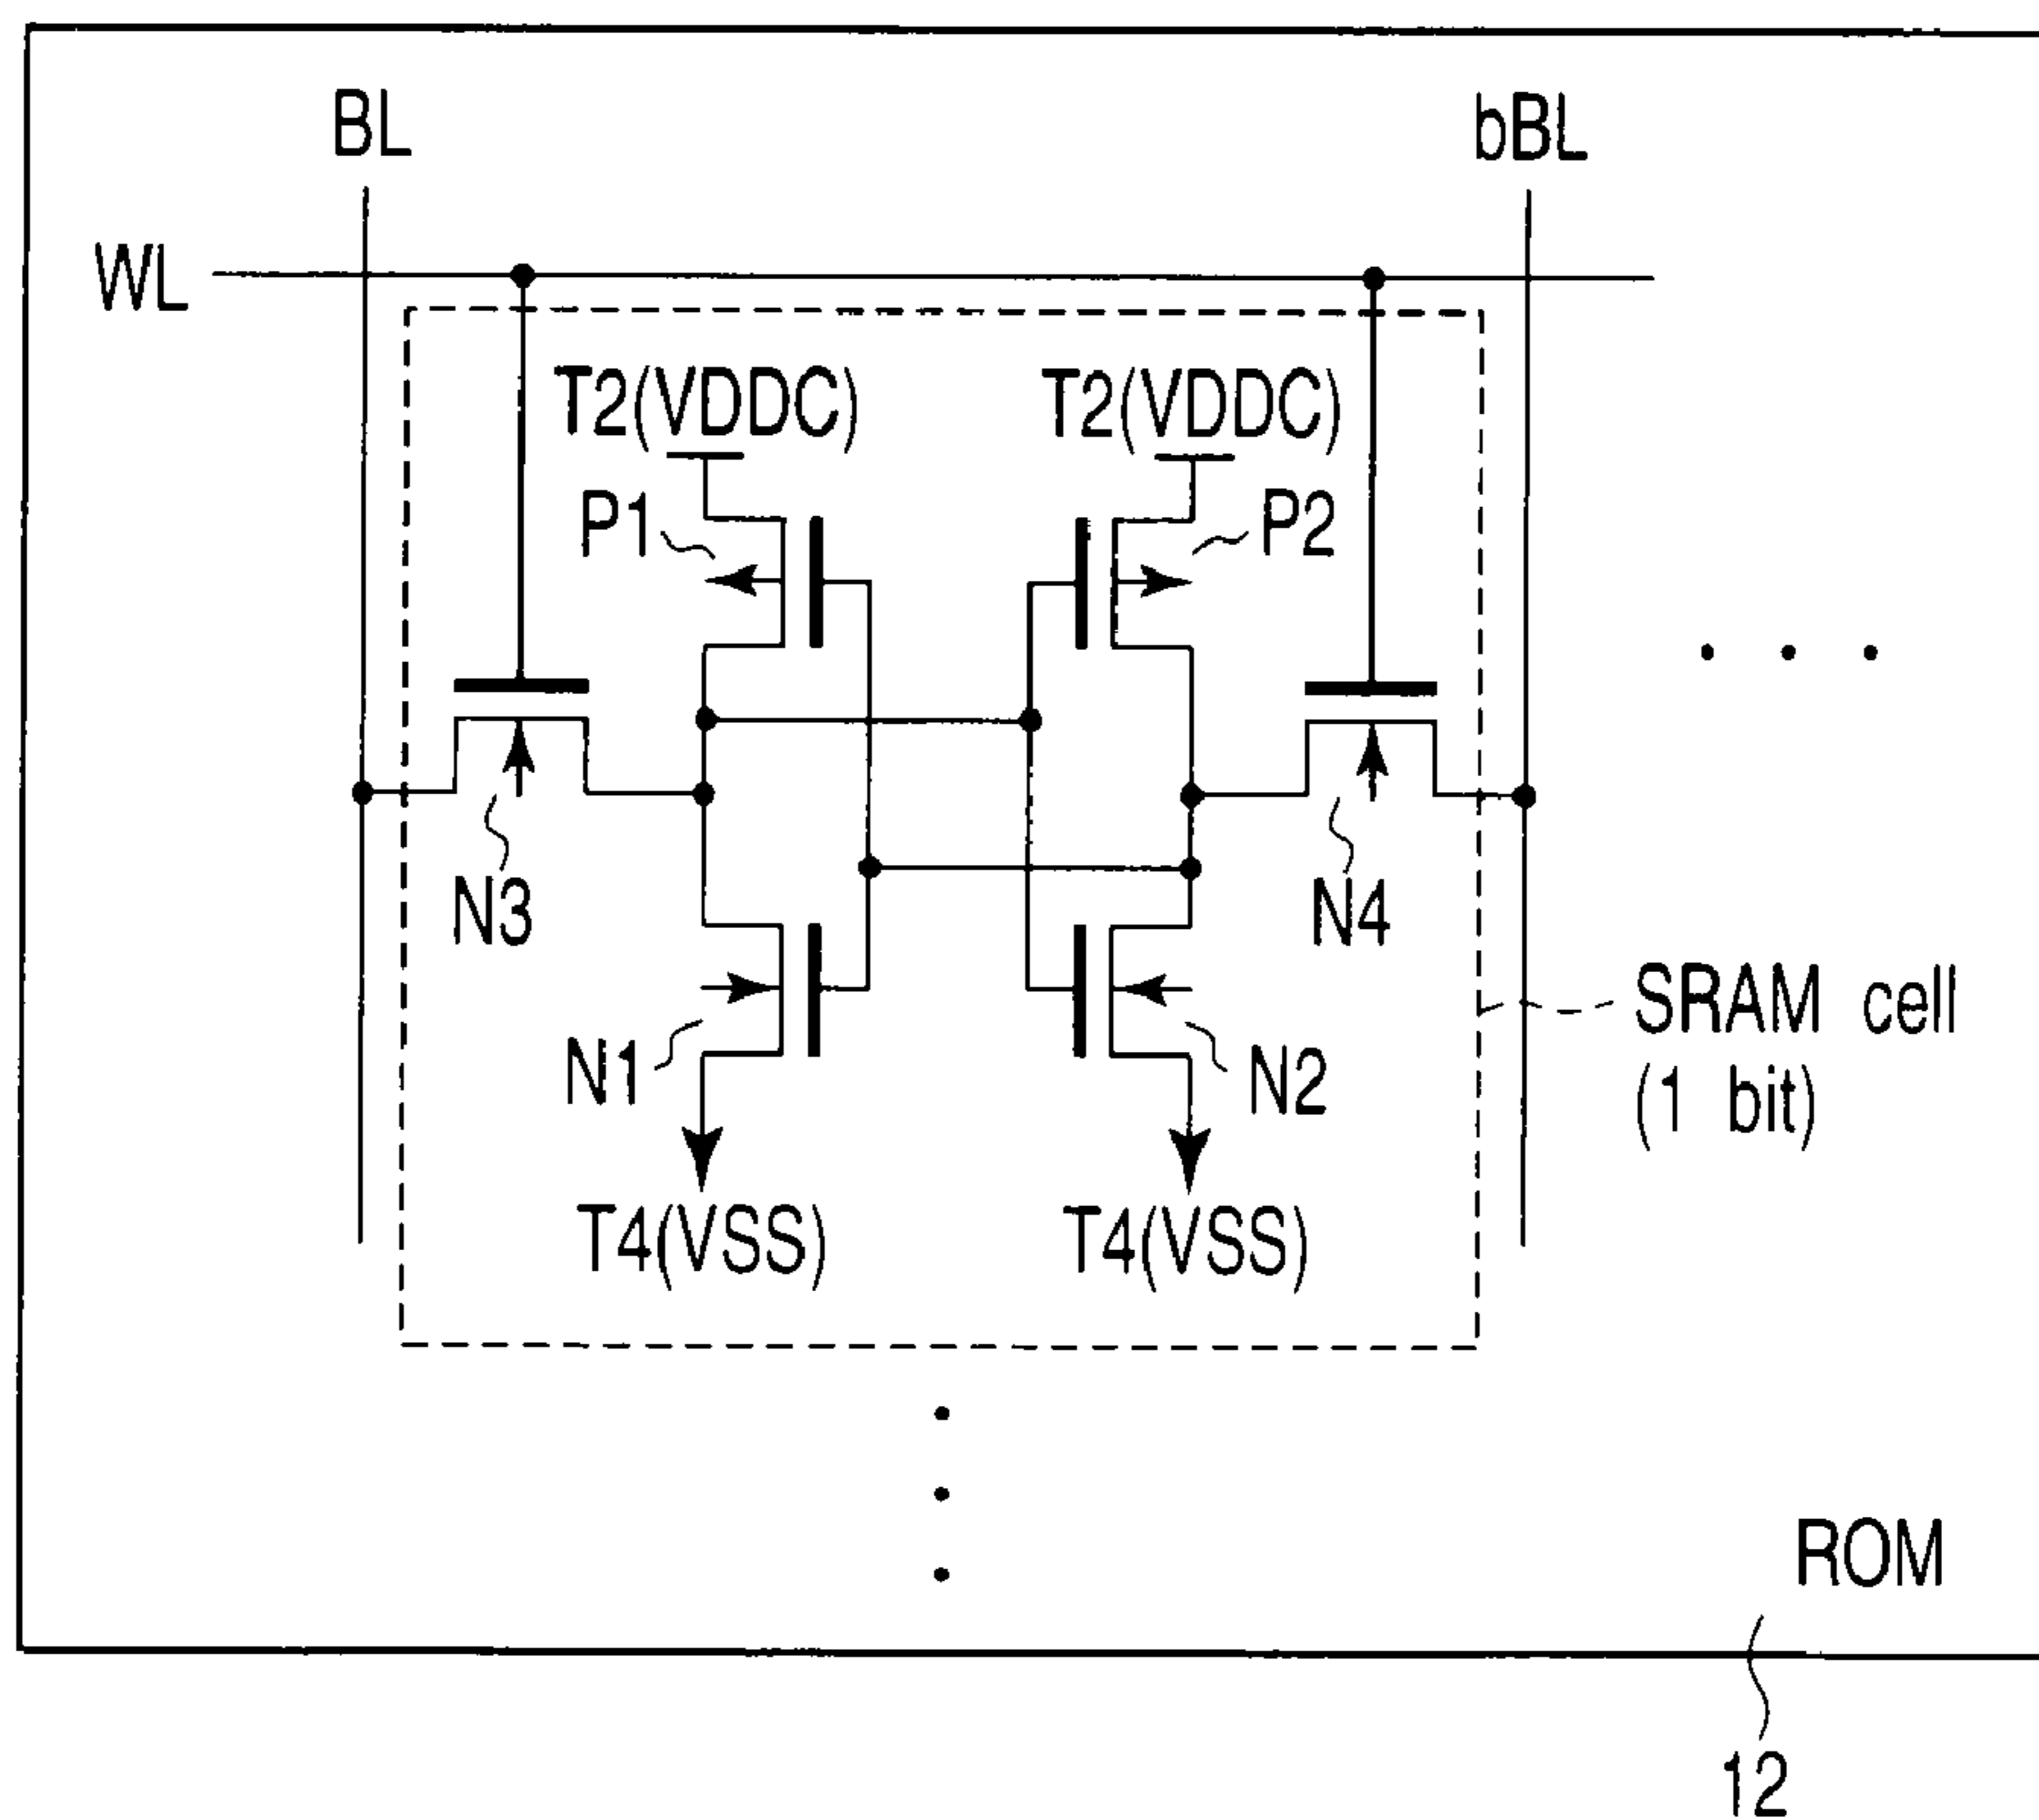 BL
bBL
WL
T2(VDDC)
T2(VDDC)
P1
P2
N3
N4
SRAM cell
(1 bit)
N1
N2
T4(VSS)
T4(VSS)
ROM
12